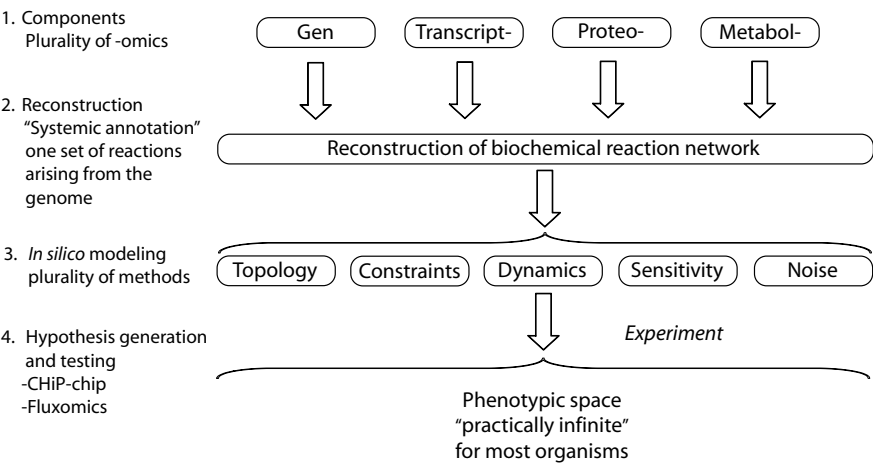 1. Components
Plurality of -omics
Gen
Transcript-
Proteo-
Metabol-
2. Reconstruction
“Systemic annotation”
one set of reactions
arising from the
genome
Reconstruction of biochemical reaction network
3. In silico modeling
plurality of methods
Topology
Constraints
Dynamics
Sensitivity
Noise
4. Hypothesis generation
and testing
-CHiP-chip
-Fluxomics
Experiment
Phenotypic space
“practically infinite”
for most organisms